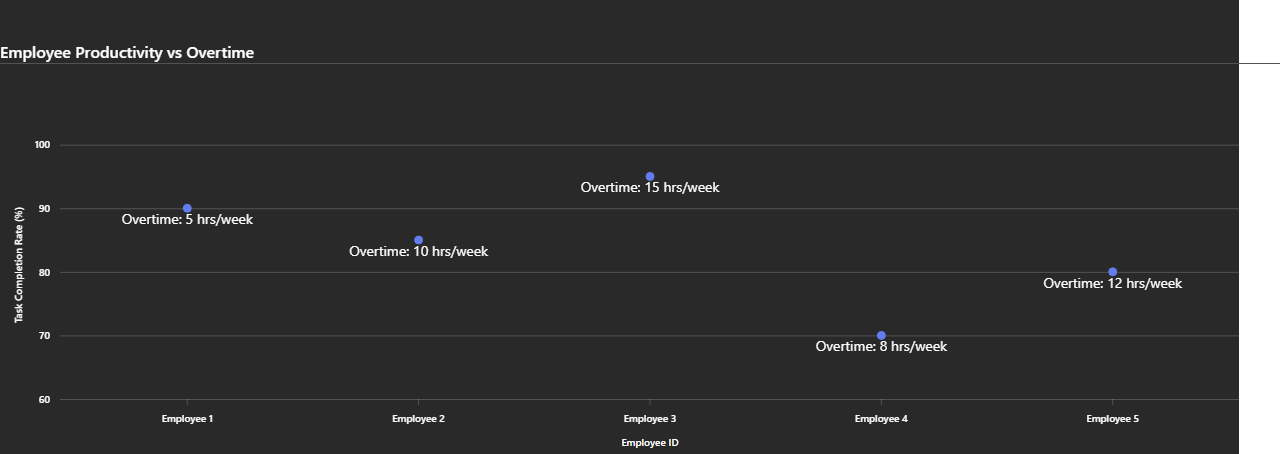 Employee Productivity vs Overtime
100
90
80
70
60
Task Completion Rate (%)
Overtime: 5 hrs/week
Overtime: 10 hrs/week
Overtime: 15 hrs/week
Overtime: 8 hrs/week
Overtime: 12 hrs/week
Employee 1
Employee 2
Employee 3
Employee 4
Employee 5
Employee ID